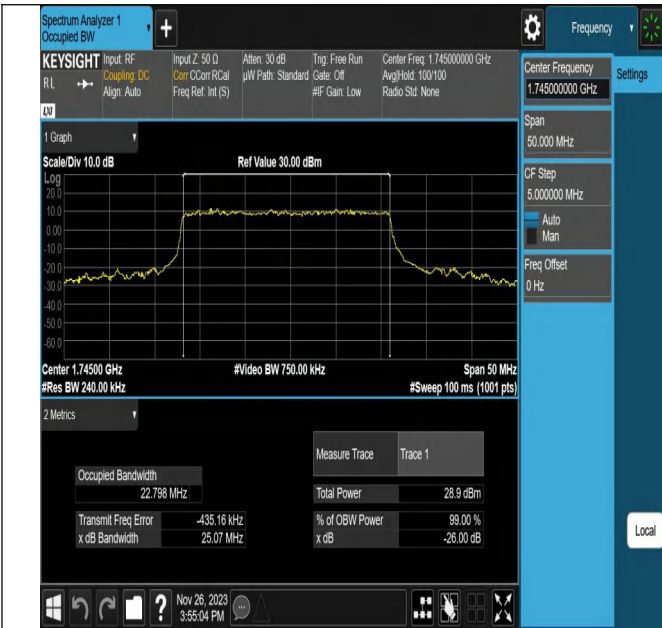 Spectrum Analyzer 1
Occupied BW
+
Frequency
KEYSIGHT
Input: RF
Input Z: 50 Ω
Atten: 30 dB
Trig: Free Run
Center Freq: 1.745000000 GHz
RL
Coupling: DC
Corr CCorr RCal
µW Path: Standard
Gate: Off
Avg|Hold: 100/100
Align: Auto
Freq Ref: Int (S)
#IF Gain: Low
Radio Std: None
LXI
Center Frequency
1.745000000 GHz
Settings
Span
50.000 MHz
CF Step
5.000000 MHz
Auto
Man
Freq Offset
0 Hz
1 Graph
Scale/Div 10.0 dB
Ref Value 30.00 dBm
Log
20.0
10.0
0.00
-10.0
-20.0
-30.0
-40.0
-50.0
-60.0
Center 1.74500 GHz
#Video BW 750.00 kHz
Span 50 MHz
#Res BW 240.00 kHz
#Sweep 100 ms (1001 pts)
2 Metrics
Measure Trace
Trace 1
Occupied Bandwidth
22.798 MHz
Total Power
28.9 dBm
Transmit Freq Error
-435.16 kHz
% of OBW Power
99.00 %
x dB Bandwidth
25.07 MHz
x dB
-26.00 dB
Local
?
Nov 26, 2023
3:55:04 PM